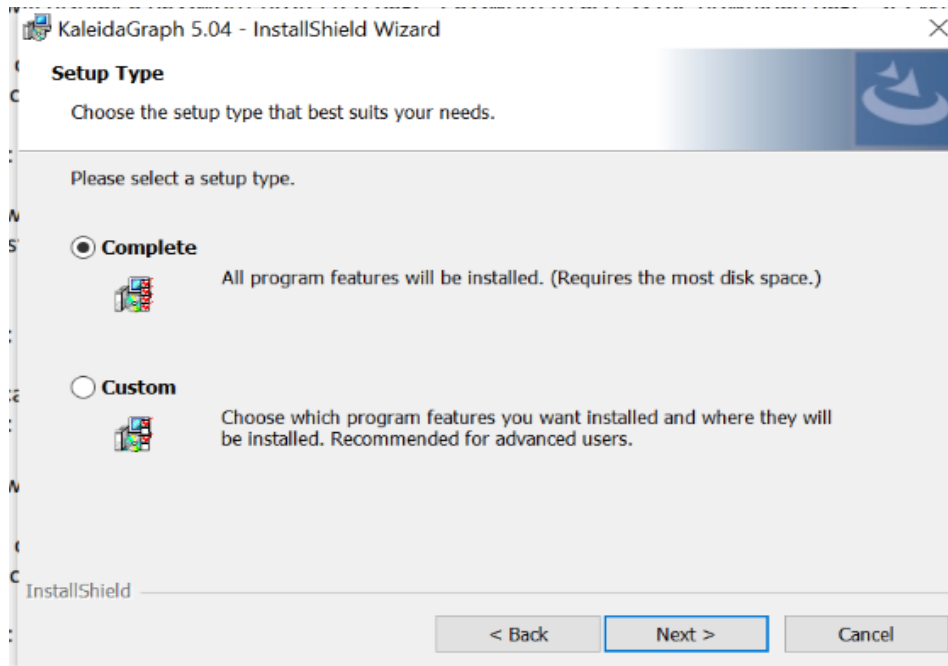 KaleidaGraph 5.04 - InstallShield Wizard
Setup Type
Choose the setup type that best suits your needs.
Please select a setup type.
Complete
All program features will be installed. (Requires the most disk space.)
Custom
Choose which program features you want installed and where they will
be installed. Recommended for advanced users.
InstallShield
< Back
Next >
Cancel